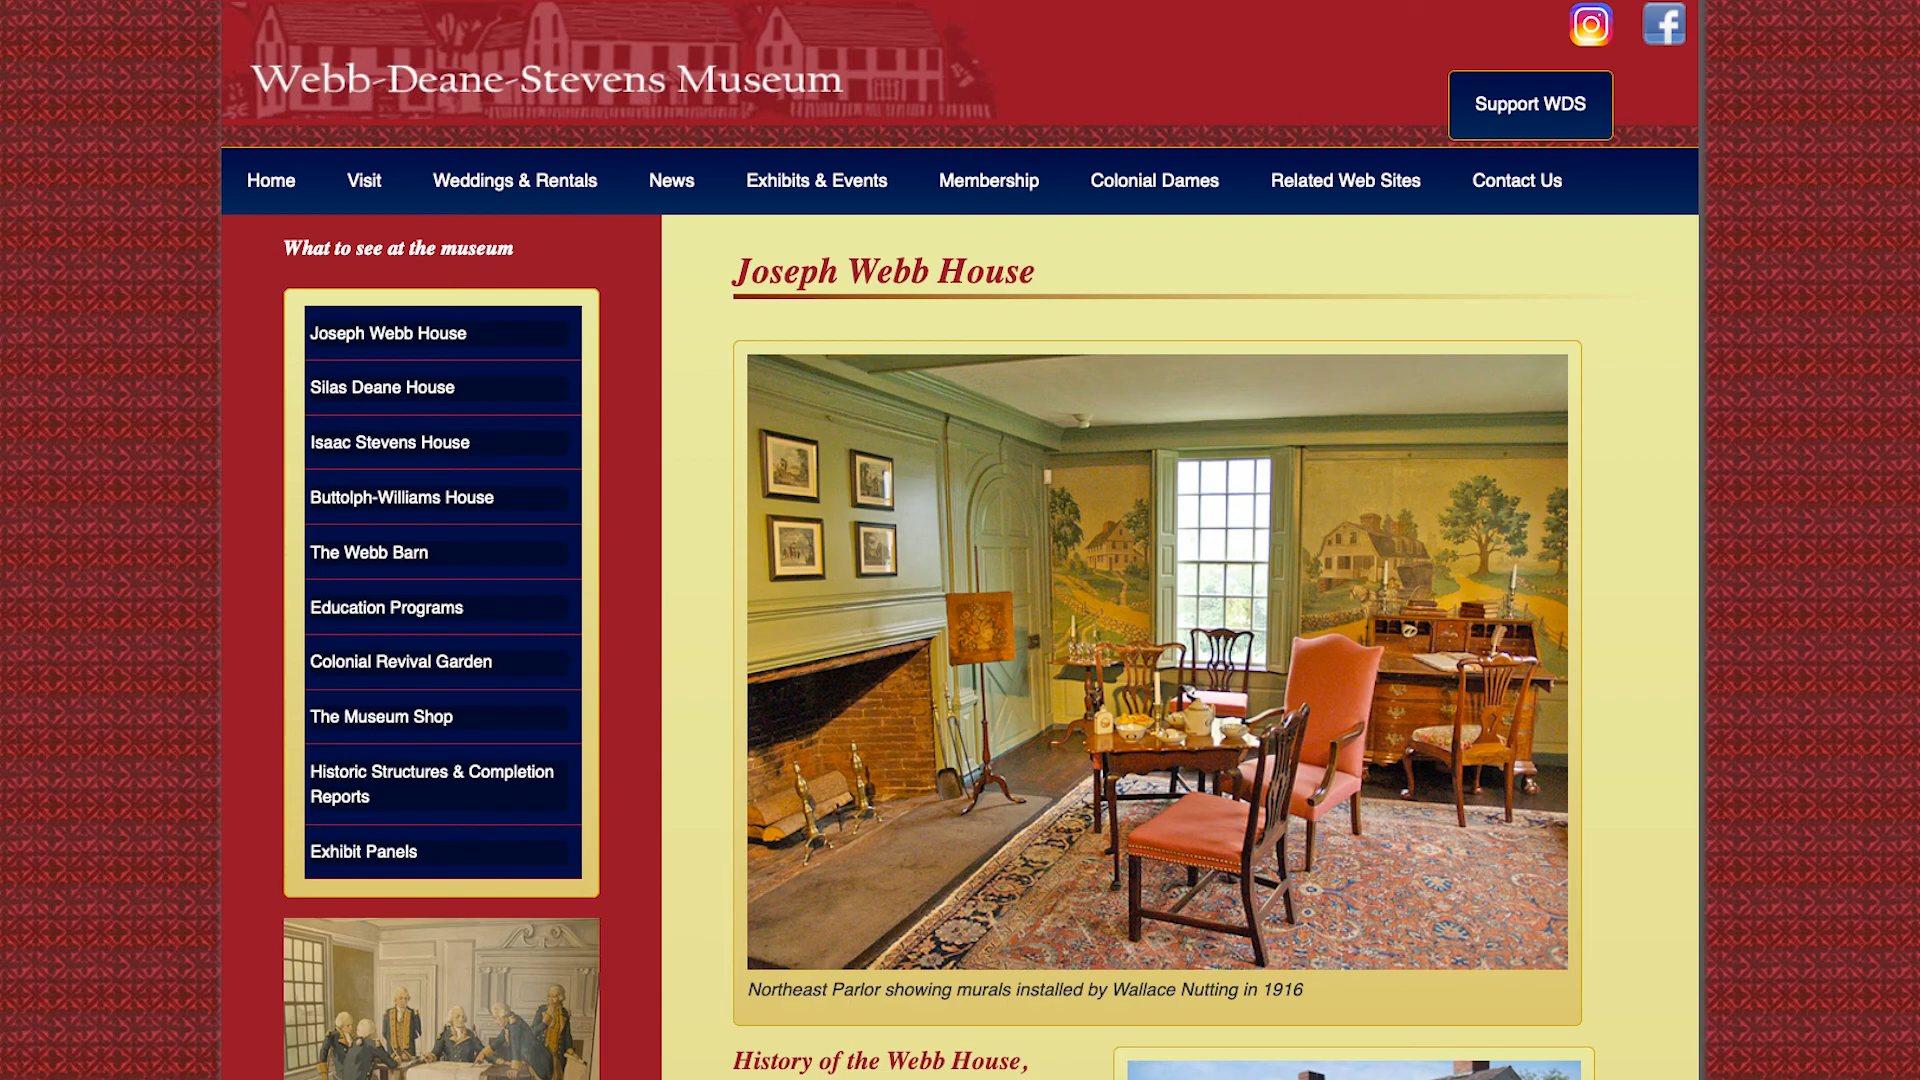 Webb-Deane-Stevens Museum
Support WDS
Home Visit Weddings & Rentals News Exhibits & Events Membership Colonial Dames Related Web Sites Contact Us
What to see at the museum
Joseph Webb House
Silas Deane House
Isaac Stevens House
Buttolph-Williams House
The Webb Barn
Education Programs
Colonial Revival Garden
The Museum Shop
Historic Structures & Completion
Reports
Exhibit Panels
Joseph Webb House
Northeast Parlor showing murals installed by Wallace Nutting in 1916
History of the Webb House,